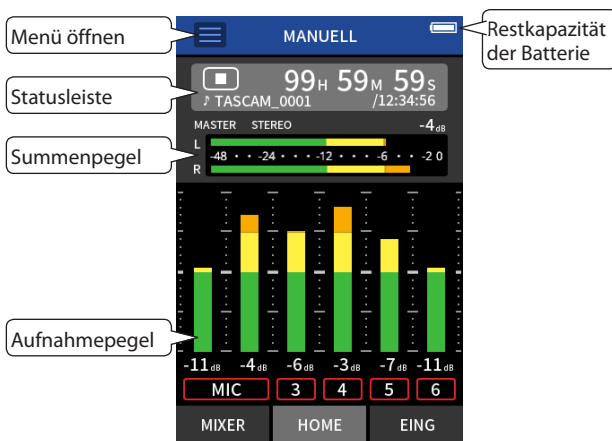 Menü öffnen
MANUELL
Restkapazität
der Batterie
Statusleiste
99H 59M 59S
♪ TASCAM_0001 /12:34:56
MASTER STEREO -4dB
Summenpegel
L
-48 · · -24 · · · · -12 · · · -6 · · -2 0
R
Aufnahmepegel
-11dB -4dB -6dB -3dB -7dB -11dB
MIC 3 4 5 6
MIXER HOME EING